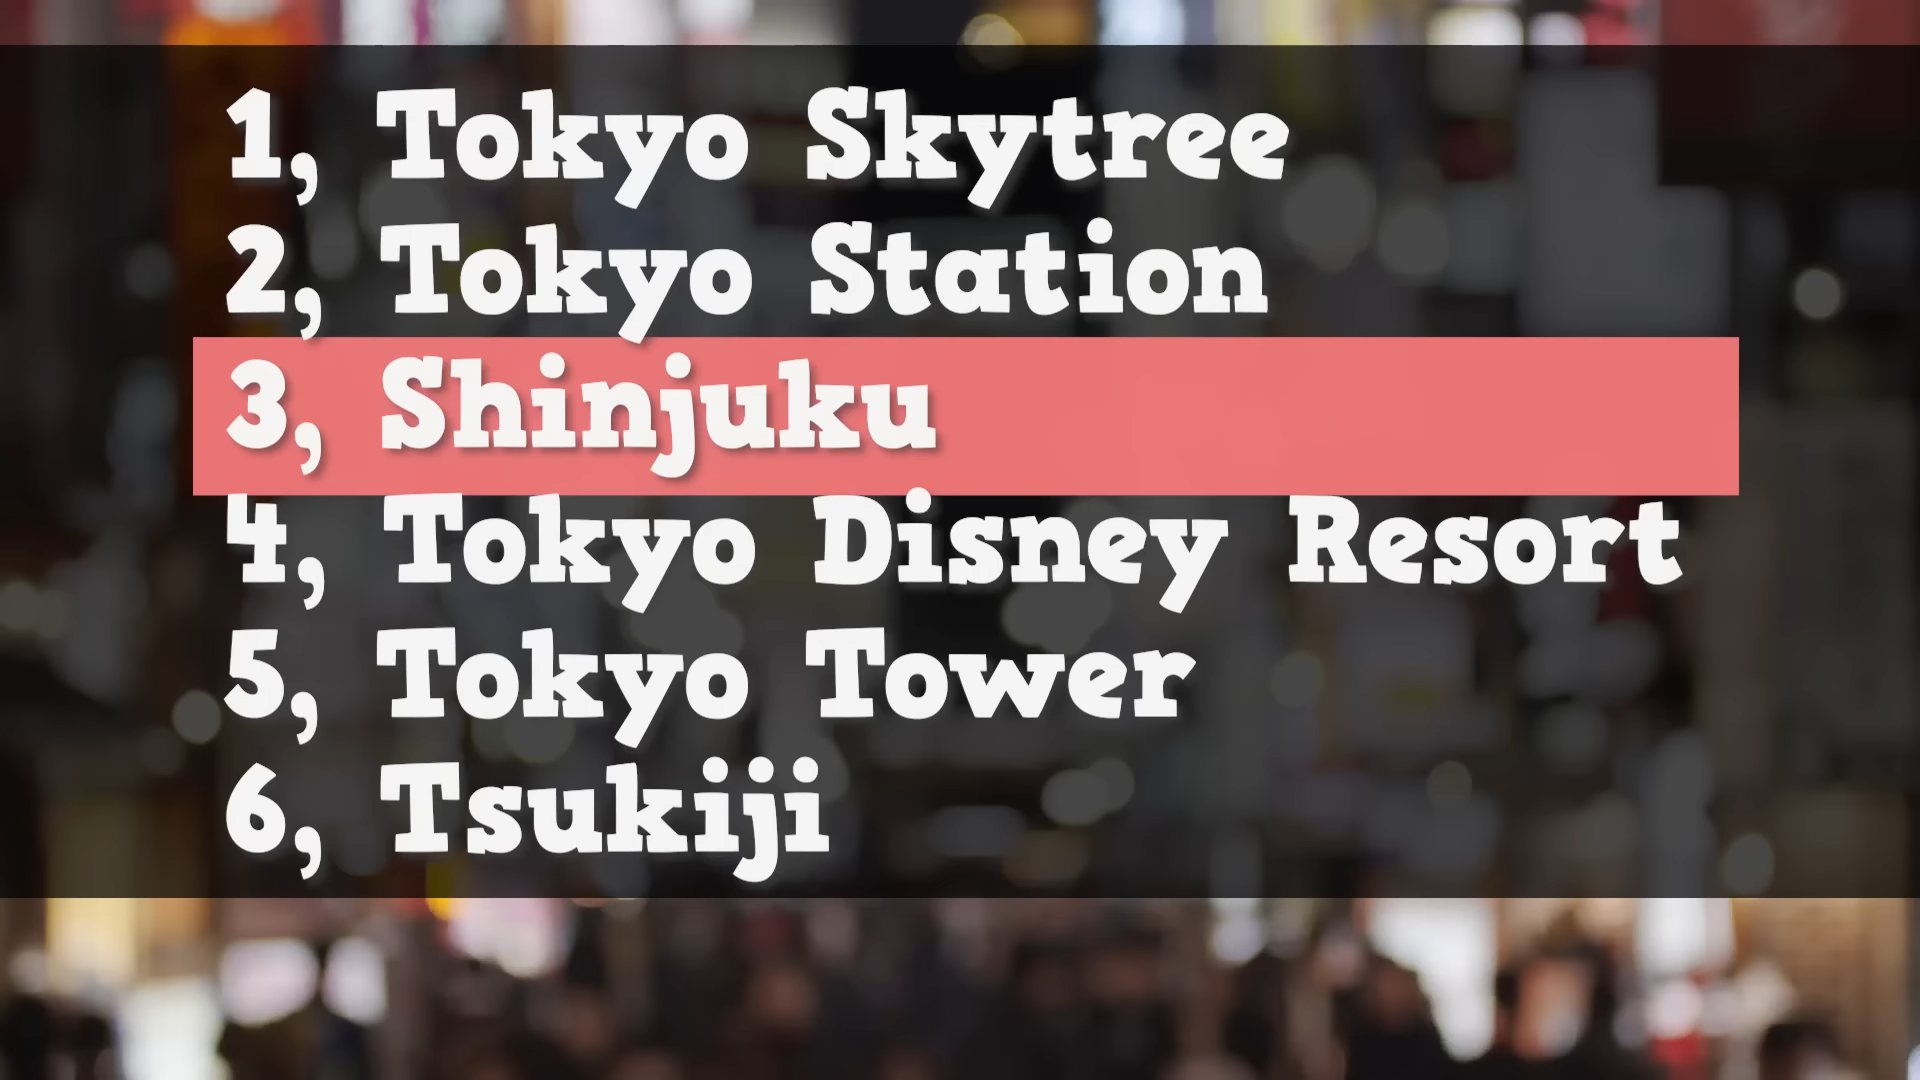 1, Tokyo Skytree
2, Tokyo Station
3, Shinjuku
4, Tokyo Disney Resort
5, Tokyo Tower
6, Tsukiji